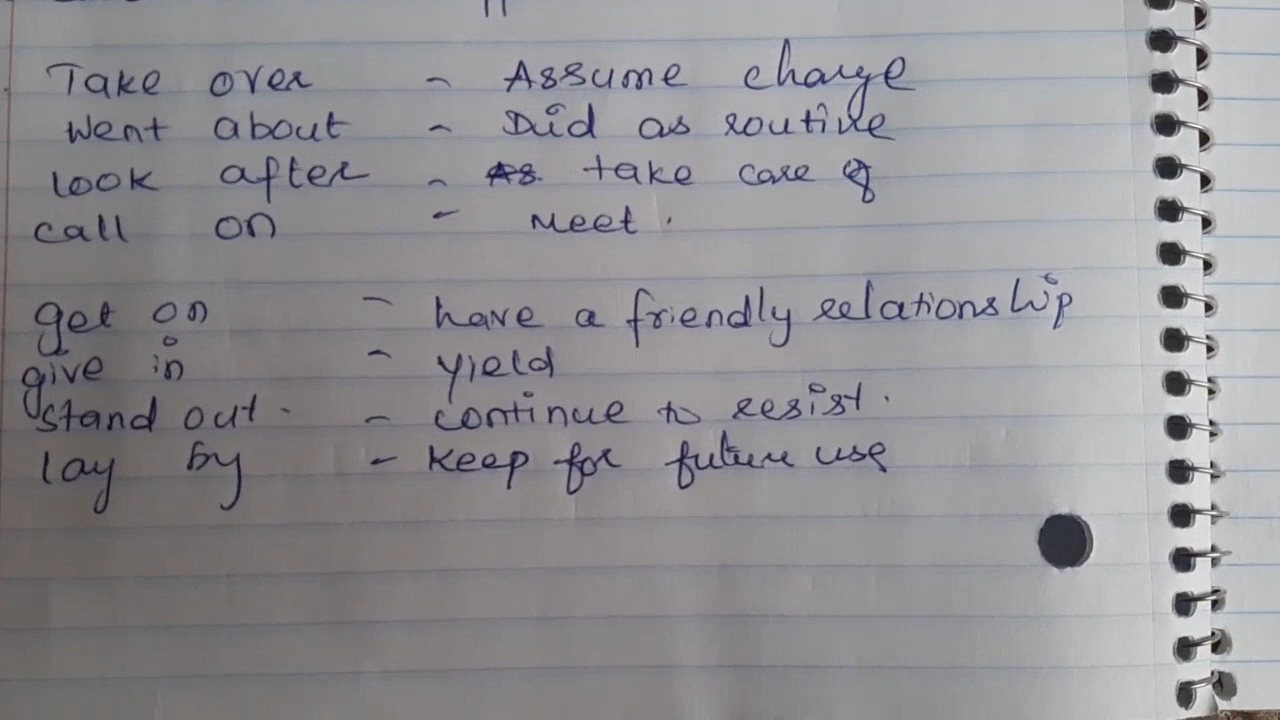 Take over - Assume charge
Went about - Did as routine
look after - take care of
call on - Meet.
get on - have a friendly relationship
give in - yield
stand out. - continue to resist.
lay by - keep for future use